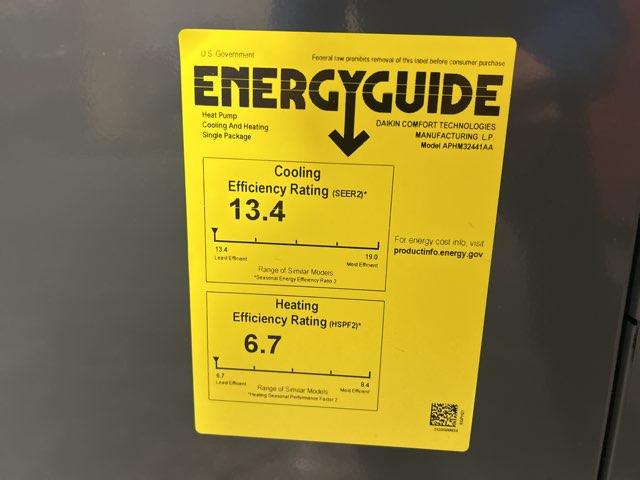 U.S. Government
Federal law prohibits removal of this label before consumer purchase
ENERGYGUIDE
Heat Pump
Cooling And Heating
Single Package
DAIKIN COMFORT TECHNOLOGIES
MANUFACTURING L.P.
Model APHM32441AA
Cooling
Efficiency Rating (SEER2)*
13.4
13.4 19.0
Least Efficient Most Efficient
Range of Similar Models
*Seasonal Energy Efficiency Ratio 2
For energy cost info, visit
productinfo.energy.gov
Heating
Efficiency Rating (HSPF2)*
6.7
6.7 8.4
Least Efficient Most Efficient
Range of Similar Models
*Heating Seasonal Performance Factor 2